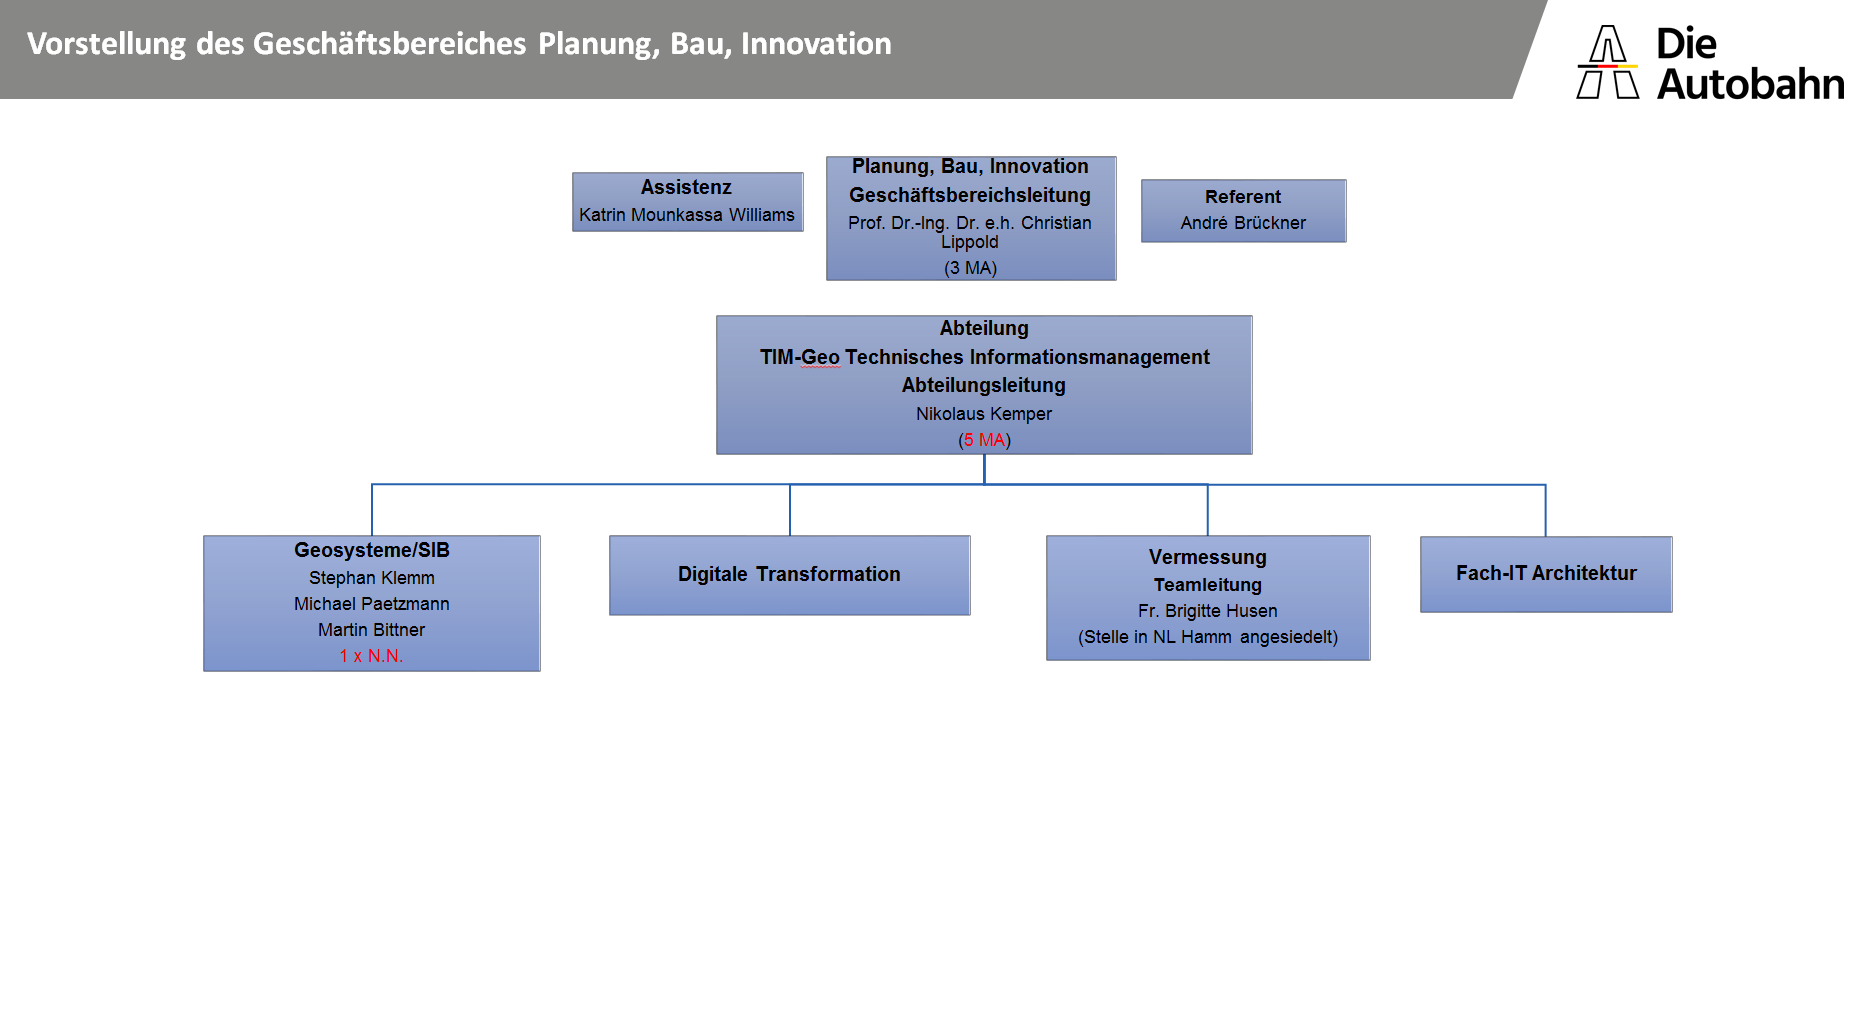 Vorstellung des Geschäftsbereiches Planung, Bau, Innovation
Die
Autobahn
Assistenz
Katrin Mounkassa Williams
Planung, Bau, Innovation
Geschäftsbereichsleitung
Prof. Dr.-Ing. Dr. e.h. Christian
Lippold
(3 MA)
Referent
André Brückner
Abteilung
TIM-Geo Technisches Informationsmanagement
Abteilungsleitung
Nikolaus Kemper
(5 MA)
Geosysteme/SIB
Stephan Klemm
Michael Paetzmann
Martin Bittner
1 x N.N.
Digitale Transformation
Vermessung
Teamleitung
Fr. Brigitte Husen
(Stelle in NL Hamm angesiedelt)
Fach-IT Architektur